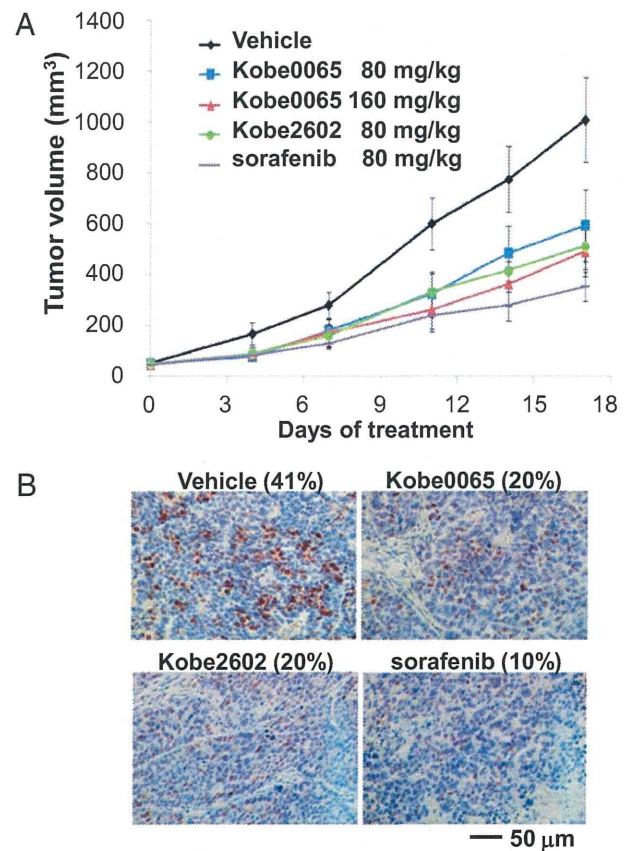 A
Tumor volume (mm³)
1400
1200
1000
800
600
400
200
0
Vehicle
Kobe0065 80 mg/kg
Kobe0065 160 mg/kg
Kobe2602 80 mg/kg
sorafenib 80 mg/kg
0 3 6 9 12 15 18
Days of treatment
B
Vehicle (41%) Kobe0065 (20%)
Kobe2602 (20%) sorafenib (10%)
50 μm